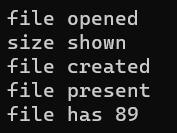 file opened
size shown
file created
file present
file has 89